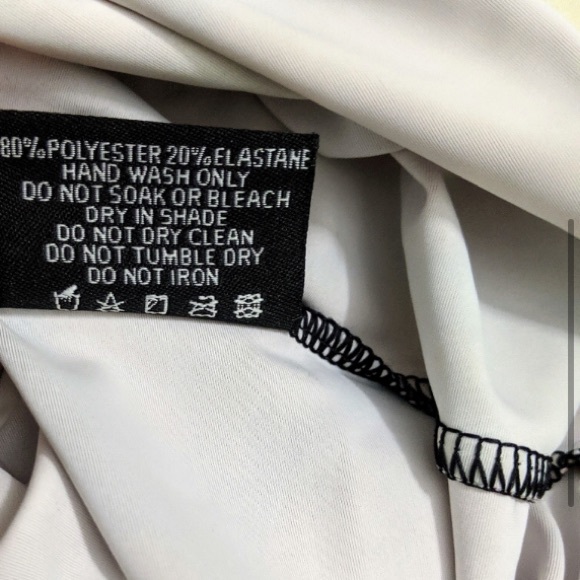 80%POLYESTER 20%ELASTANE
HAND WASH ONLY
DO NOT SOAK OR BLEACH
DRY IN SHADE
DO NOT DRY CLEAN
DO NOT TUMBLE DRY
DO NOT IRON